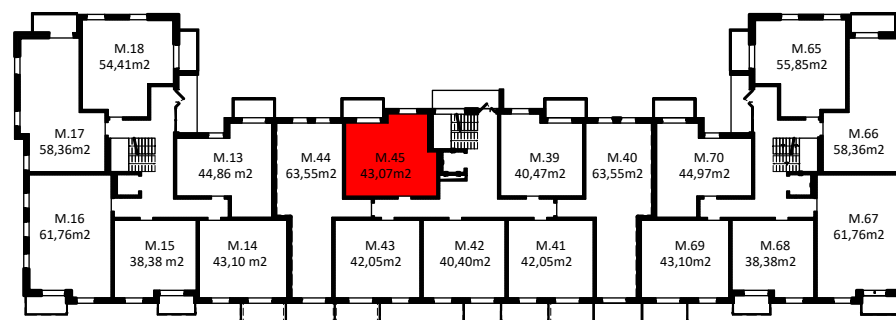 M.18
54,41m2
M.65
55,85m2
M.17
58,36m2
M.66
58,36m2
M.13
44,86 m2
M.44
63,55m2
M.45
43,07m2
M.39
40,47m2
M.40
63,55m2
M.70
44,97m2
M.16
61,76m2
M.67
61,76m2
M.15
38,38 m2
M.14
43,10 m2
M.43
42,05m2
M.42
40,40m2
M.41
42,05m2
M.69
43,10m2
M.68
38,38m2